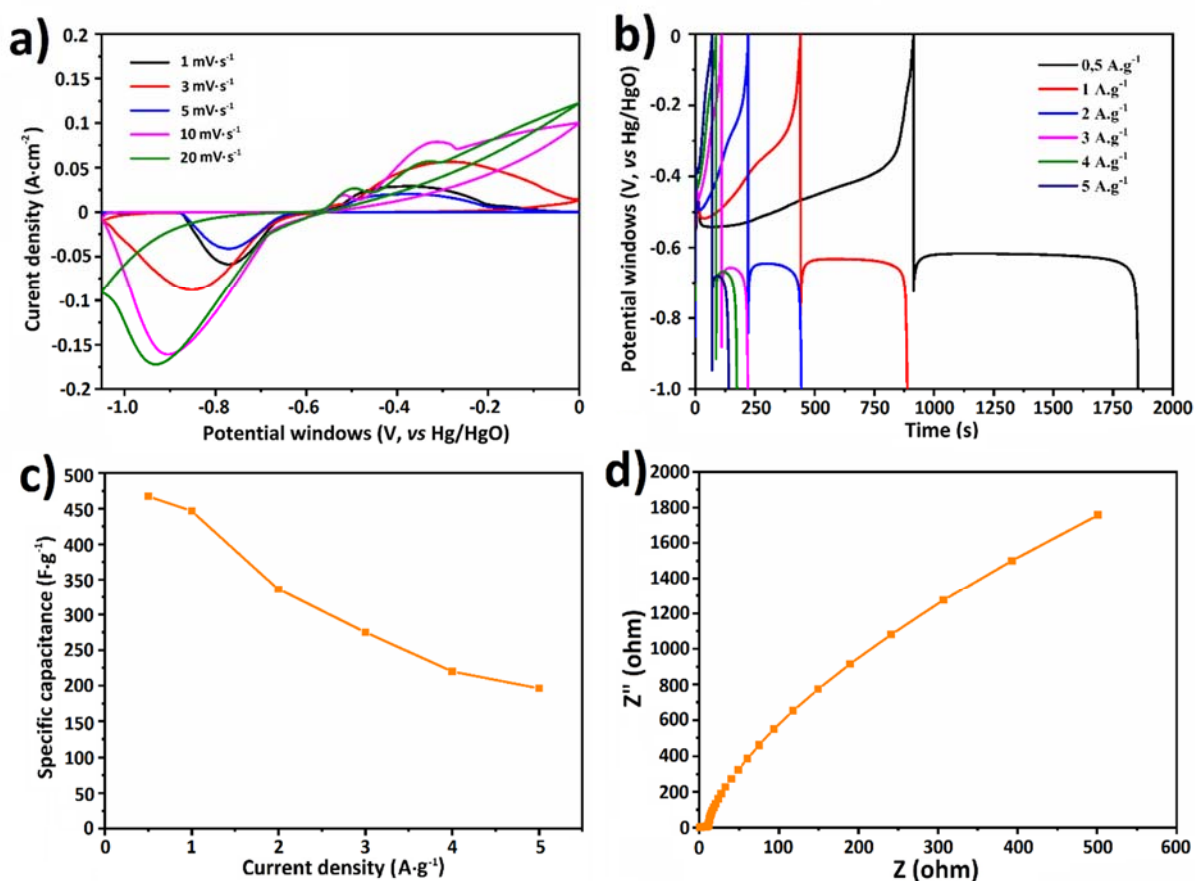 a)
1 mV·s⁻¹
3 mV·s⁻¹
5 mV·s⁻¹
10 mV·s⁻¹
20 mV·s⁻¹
Current density (A·cm⁻²)
0.2
0.15
0.1
0.05
0
-0.05
-0.1
-0.15
-0.2
-1.0 -0.8 -0.6 -0.4 -0.2 0
Potential windows (V, vs Hg/HgO)
b)
0,5 A.g⁻¹
1 A.g⁻¹
2 A.g⁻¹
3 A.g⁻¹
4 A.g⁻¹
5 A.g⁻¹
Potential windows (V, vs Hg/HgO)
0
-0.2
-0.4
-0.6
-0.8
-1.0
0 250 500 750 1000 1250 1500 1750 2000
Time (s)
c)
Specific capacitance (F·g⁻¹)
500
450
400
350
300
250
200
150
100
50
0
0 1 2 3 4 5
Current density (A·g⁻¹)
d)
Z" (ohm)
2000
1800
1600
1400
1200
1000
800
600
400
200
0
0 100 200 300 400 500 600
Z (ohm)